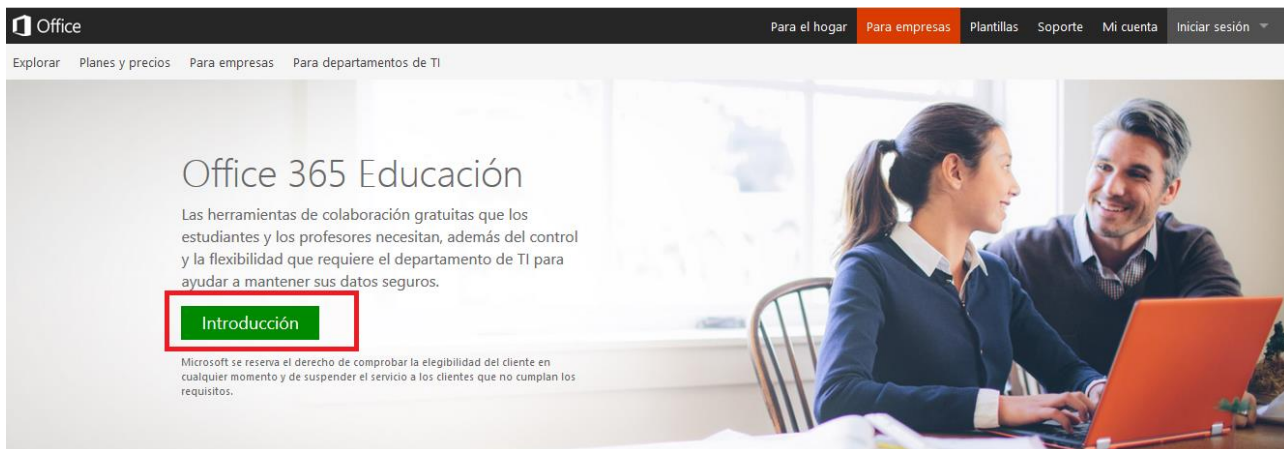 Office
Para el hogar Para empresas Plantillas Soporte Mi cuenta Iniciar sesión
Explorar Planes y precios Para empresas Para departamentos de TI
Office 365 Educación
Las herramientas de colaboración gratuitas que los
estudiantes y los profesores necesitan, además del control
y la flexibilidad que requiere el departamento de TI para
ayudar a mantener sus datos seguros.
Introducción
Microsoft se reserva el derecho de comprobar la elegibilidad del cliente en
cualquier momento y de suspender el servicio a los clientes que no cumplan los
requisitos.